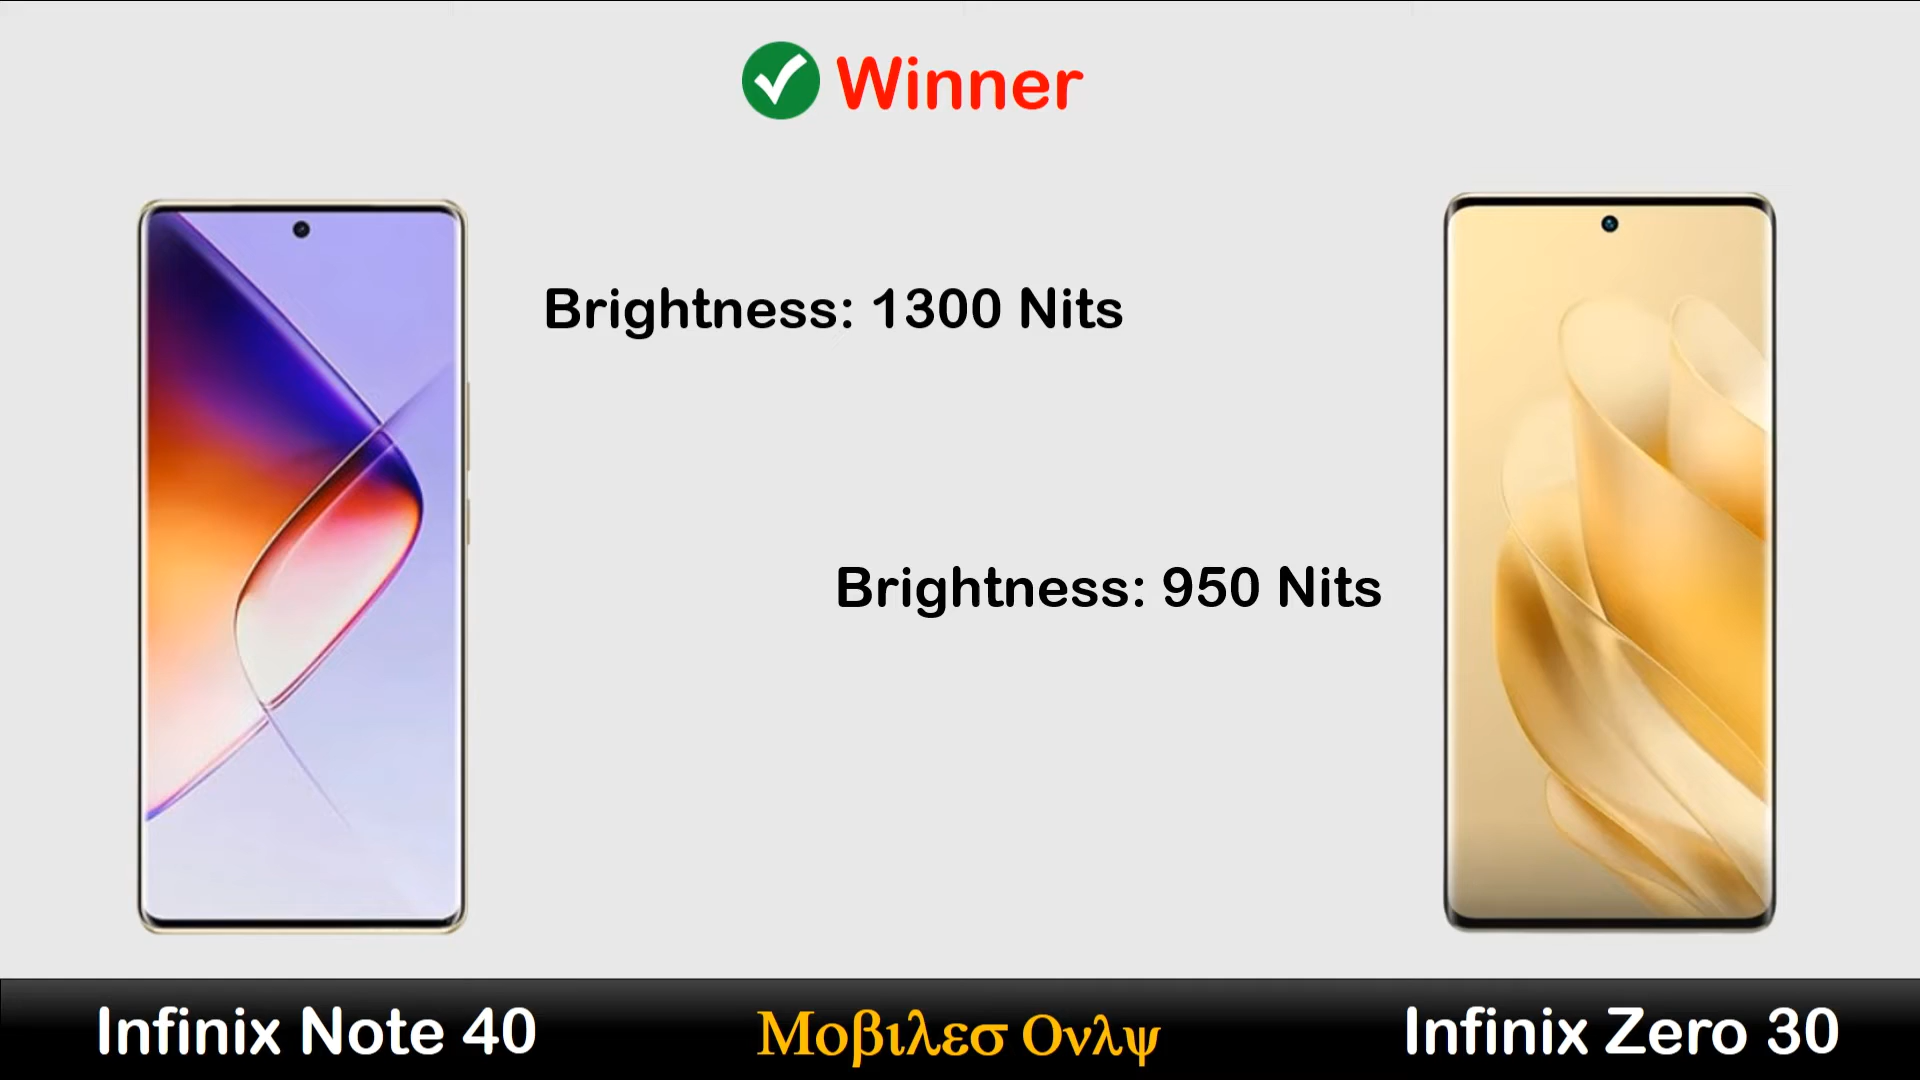 Winner
Brightness: 1300 Nits
Brightness: 950 Nits
Infinix Note 40
Μοβιλεσ Ονλψ
Infinix Zero 30